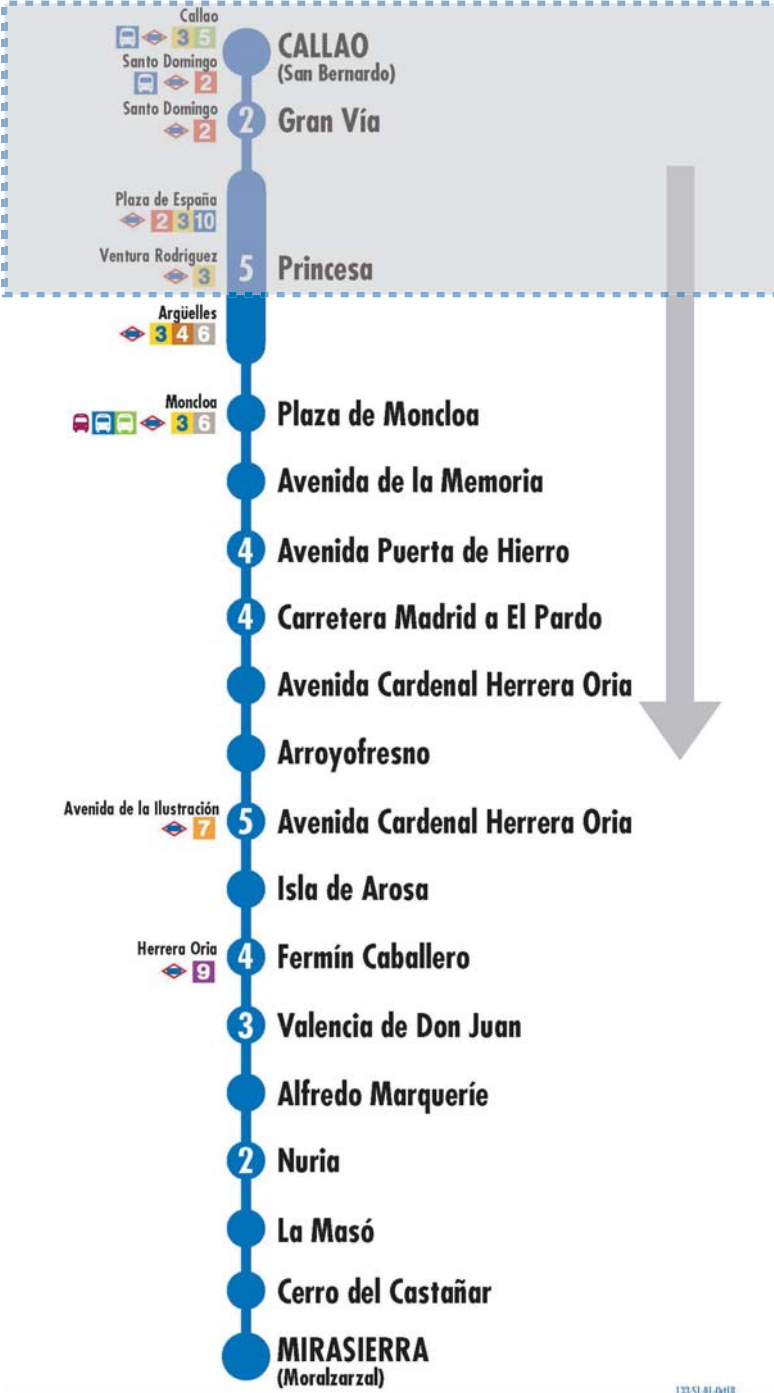 Callao
3 5
Santo Domingo
2
CALLAO
(San Bernardo)
Santo Domingo
2
2 Gran Vía
Plaza de España
2 3 10
Ventura Rodríguez
3
5 Princesa
Argüelles
3 4 6
Moncloa
3 6
Plaza de Moncloa
Avenida de la Memoria
4 Avenida Puerta de Hierro
4 Carretera Madrid a El Pardo
Avenida Cardenal Herrera Oria
Arroyofresno
Avenida de la Ilustración
7
5 Avenida Cardenal Herrera Oria
Isla de Arosa
Herrera Oria
9
4 Fermín Caballero
3 Valencia de Don Juan
Alfredo Marqueríe
2 Nuria
La Masó
Cerro del Castañar
MIRASIERRA
(Moralzarzal)